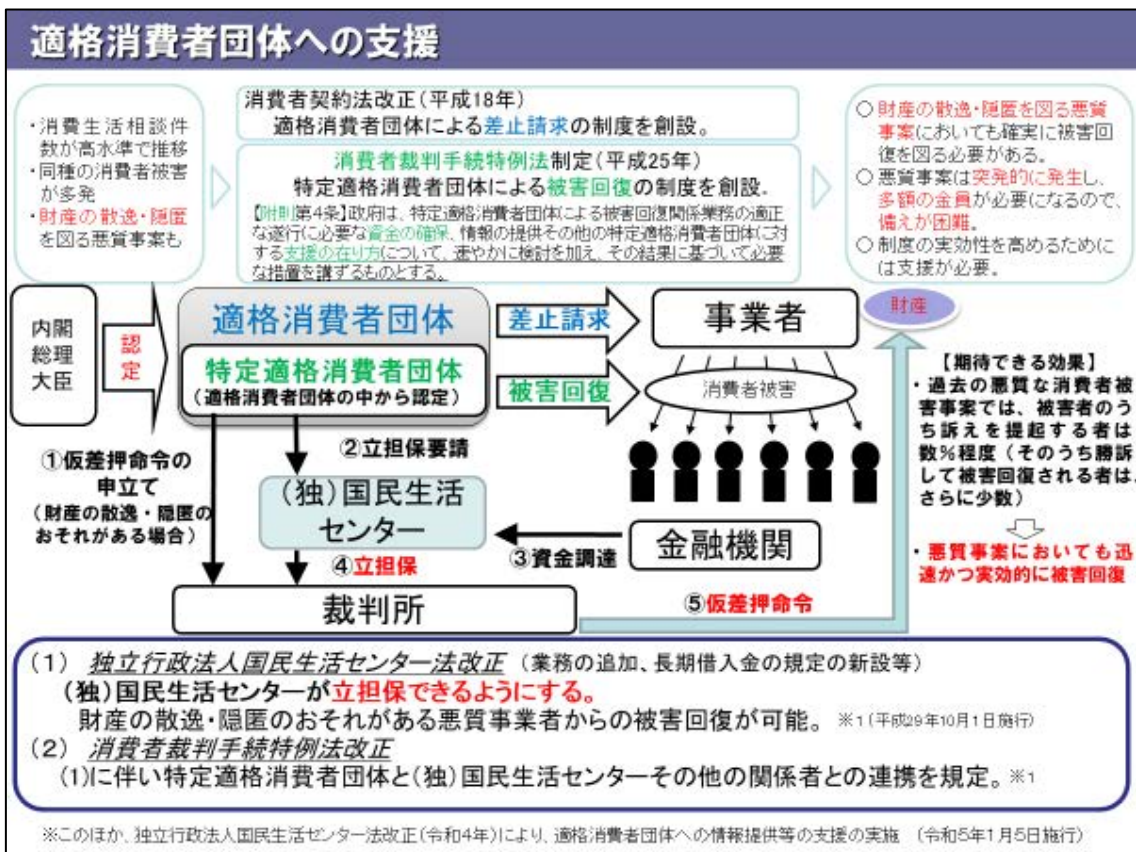 適格消費者団体への支援
・消費生活相談件
数が高水準で推移
・同種の消費者被害
が多発
・財産の散逸・隠匿
を図る悪質事案も
消費者契約法改正(平成18年)
適格消費者団体による差止請求の制度を創設。
消費者裁判手続特例法制定(平成25年)
特定適格消費者団体による被害回復の制度を創設。
【附則第4条】政府は、特定適格消費者団体による被害回復関係業務の適正
な遂行に必要な資金の確保、情報の提供その他の特定適格消費者団体に対
する支援の在り方について、速やかに検討を加え、その結果に基づいて必要
な措置を講ずるものとする。
○財産の散逸・隠匿を図る悪質
事案においても確実に被害回
復を図る必要がある。
○悪質事案は突発的に発生し、
多額の金員が必要になるので、
備えが困難。
○制度の実効性を高めるために
は支援が必要。
内閣
総理
大臣
認定
適格消費者団体
特定適格消費者団体
(適格消費者団体の中から認定)
差止請求
被害回復
事業者
財産
消費者被害
【期待できる効果】
・過去の悪質な消費者被
害事案では、被害者のう
ち訴えを提起する者は
数%程度(そのうち勝訴
して被害回復される者は、
さらに少数)
・悪質事案においても迅
速かつ実効的に被害回復
①仮差押命令の
申立て
(財産の散逸・隠匿の
おそれがある場合)
②立担保要請
(独)国民生活
センター
③資金調達
金融機関
④立担保
裁判所
⑤仮差押命令
(1) 独立行政法人国民生活センター法改正 (業務の追加、長期借入金の規定の新設等)
(独)国民生活センターが立担保できるようにする。
財産の散逸・隠匿のおそれがある悪質事業者からの被害回復が可能。 ※1(平成29年10月1日施行)
(2) 消費者裁判手続特例法改正
(1)に伴い特定適格消費者団体と(独)国民生活センターその他の関係者との連携を規定。※1
※このほか、独立行政法人国民生活センター法改正(令和4年)により、適格消費者団体への情報提供等の支援の実施 (令和5年1月5日施行)